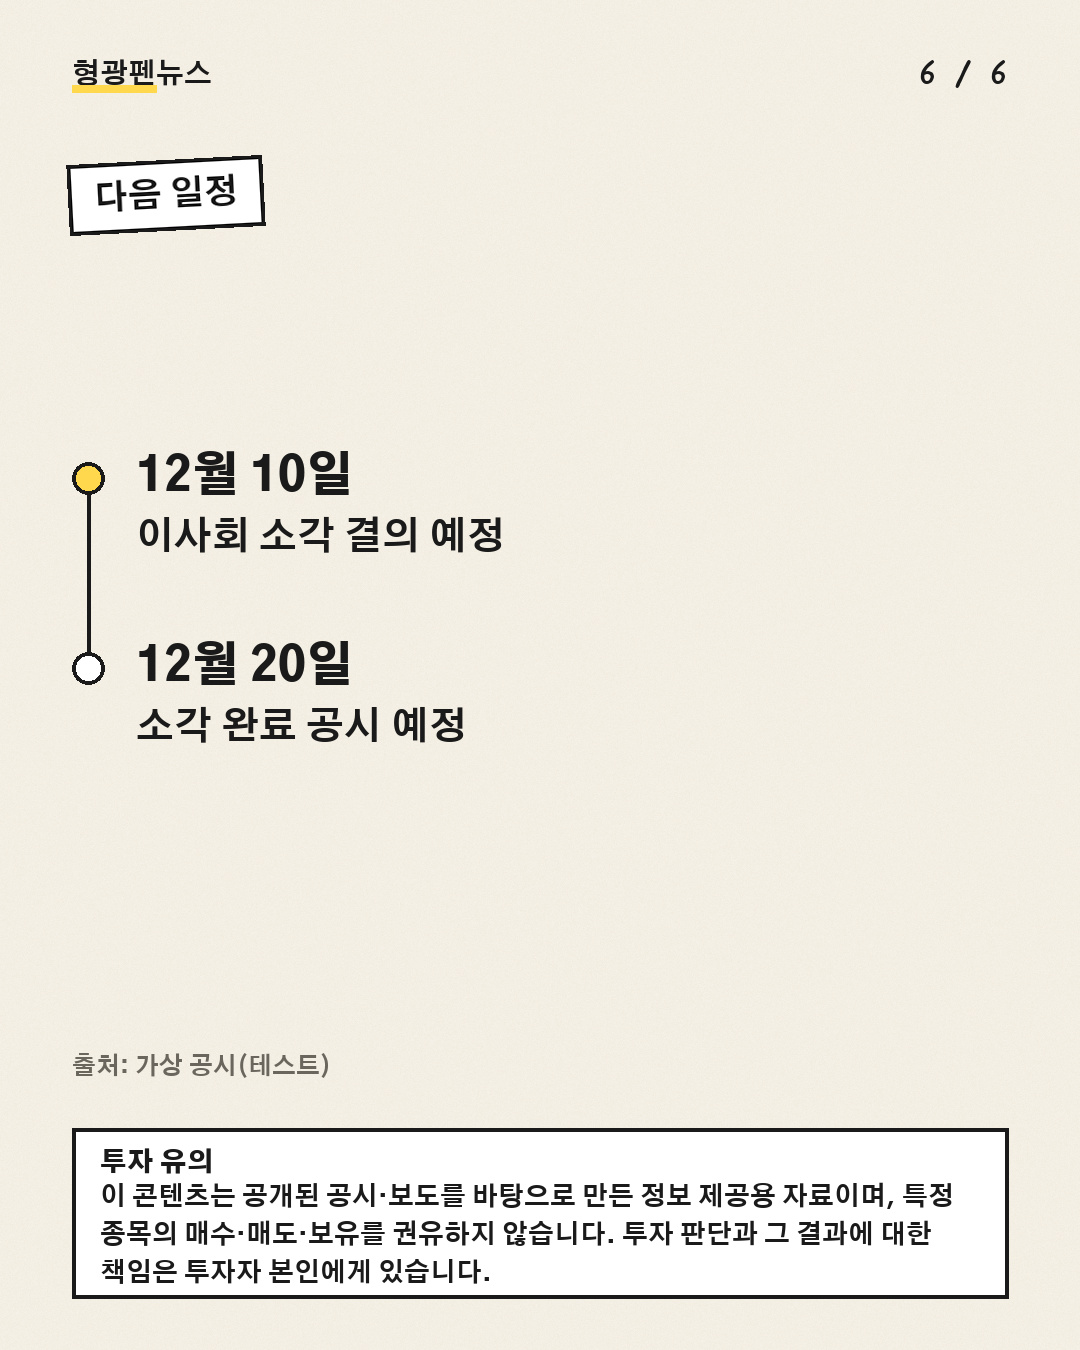 형광펜뉴스
6 / 6
다음 일정
12월 10일
이사회 소각 결의 예정
12월 20일
소각 완료 공시 예정
출처: 가상 공시(테스트)
투자 유의
이 콘텐츠는 공개된 공시·보도를 바탕으로 만든 정보 제공용 자료이며, 특정
종목의 매수·매도·보유를 권유하지 않습니다. 투자 판단과 그 결과에 대한
책임은 투자자 본인에게 있습니다.